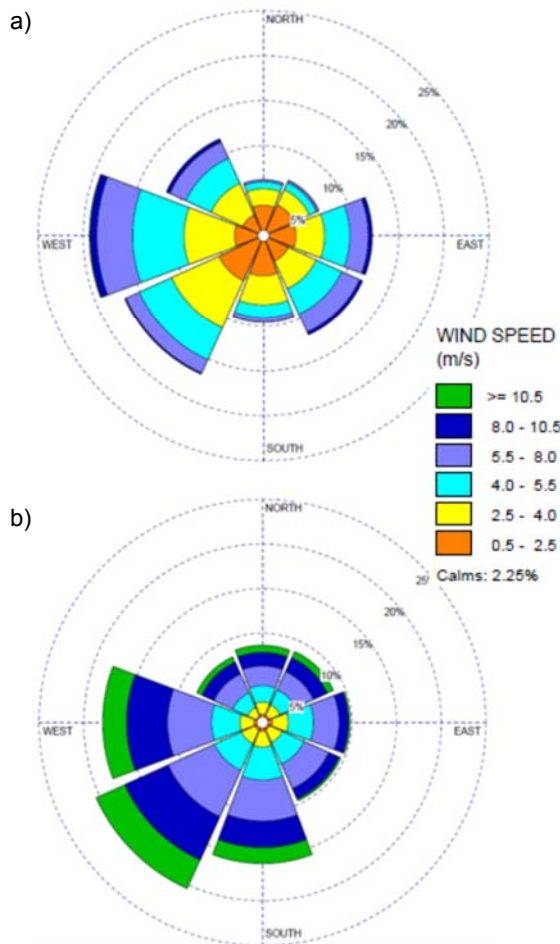 a)
NORTH
25%
20%
15%
10%
5%
WEST
EAST
SOUTH
WIND SPEED
(m/s)
>= 10.5
8.0 - 10.5
5.5 - 8.0
4.0 - 5.5
2.5 - 4.0
0.5 - 2.5
Calms: 2.25%
b)
NORTH
25
20%
15%
10%
5%
WEST
EAST
SOUTH